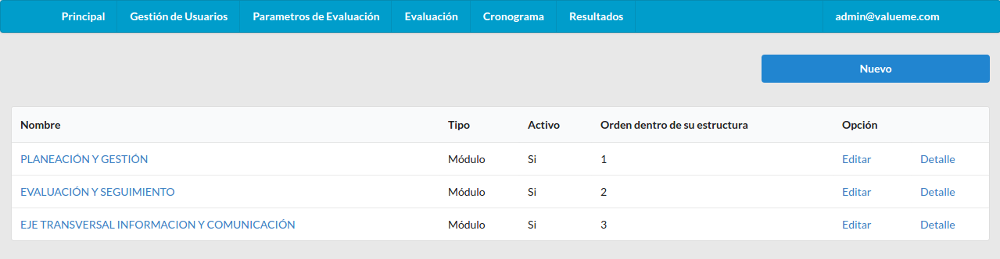 Principal Gestión de Usuarios Parametros de Evaluación Evaluación Cronograma Resultados admin@valueme.com
Nuevo
Nombre Tipo Activo Orden dentro de su estructura Opción
PLANEACIÓN Y GESTIÓN Módulo Si 1 Editar Detalle
EVALUACIÓN Y SEGUIMIENTO Módulo Si 2 Editar Detalle
EJE TRANSVERSAL INFORMACION Y COMUNICACIÓN Módulo Si 3 Editar Detalle